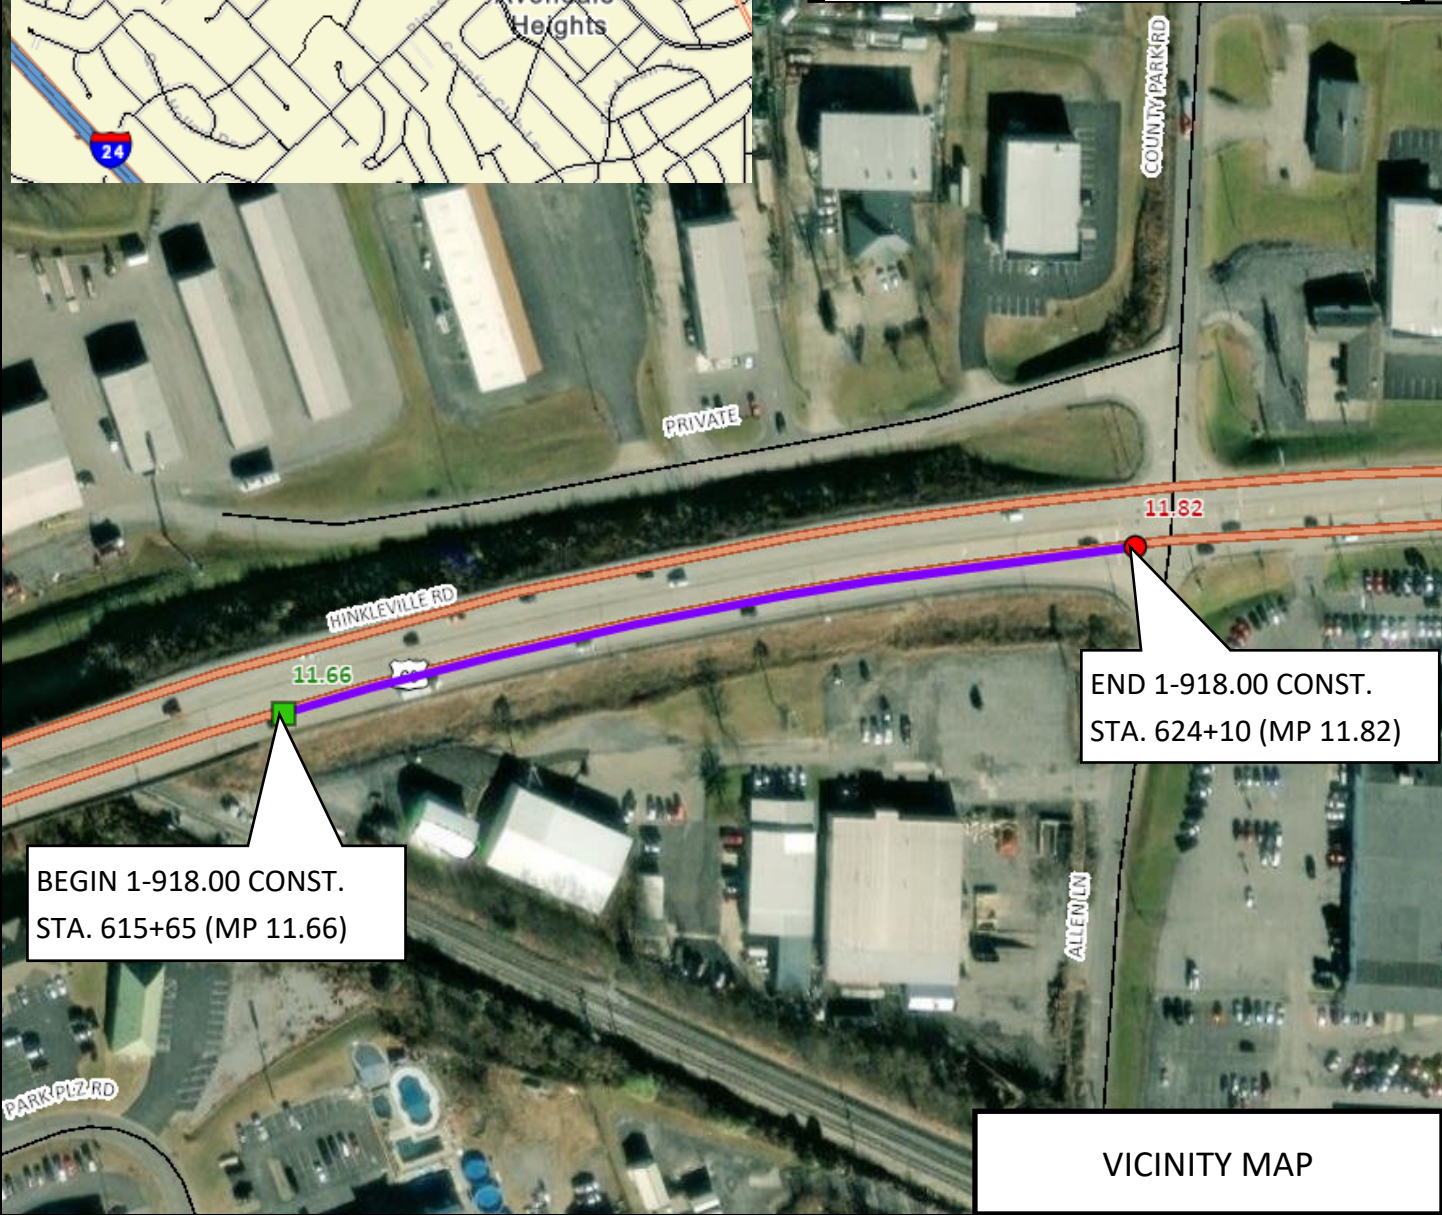 Heights
24
COUNTY PARK RD
PRIVATE
11.82
HINKLEVILLE RD
11.66
END 1-918.00 CONST.
STA. 624+10 (MP 11.82)
BEGIN 1-918.00 CONST.
STA. 615+65 (MP 11.66)
ALLEN LN
PARK PLZ RD
VICINITY MAP